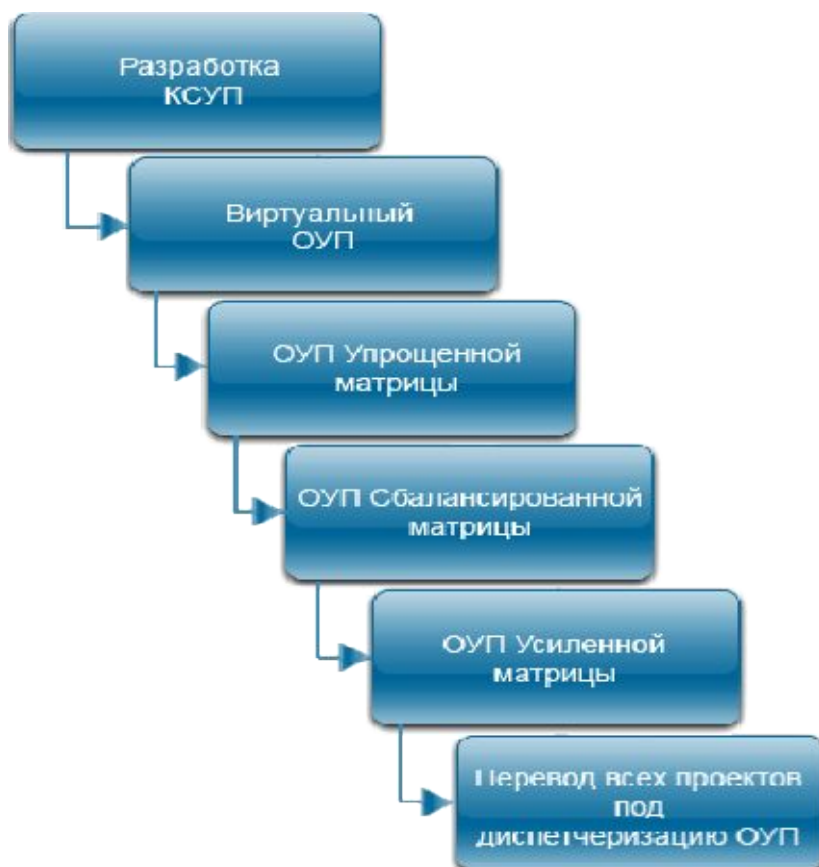 Разработка
КСУП
Виртуальный
ОУП
ОУП Упрощенной
матрицы
ОУП Сбалансированной
матрицы
ОУП Усиленной
матрицы
Перевод всех проектов
под
диспетчеризацию ОУП